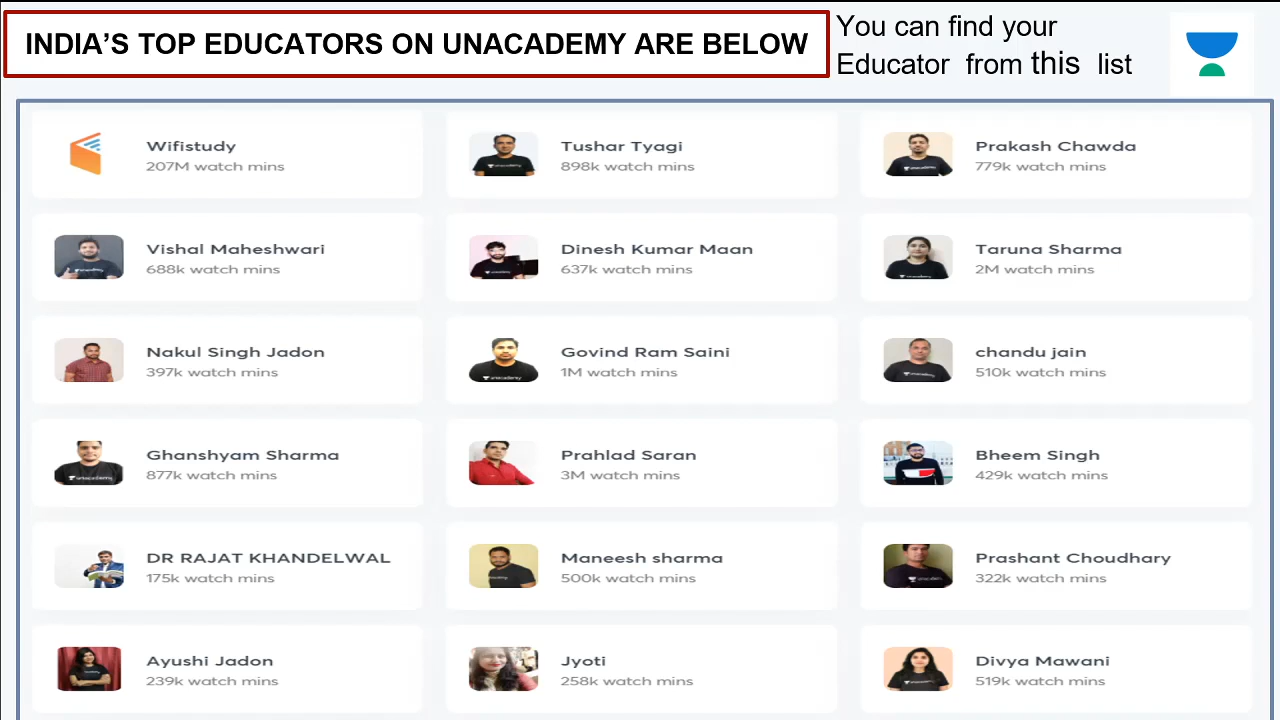 INDIA'S TOP EDUCATORS ON UNACADEMY ARE BELOW
You can find your
Educator from this list
Wifistudy
207M watch mins
Tushar Tyagi
898k watch mins
Prakash Chawda
779k watch mins
Vishal Maheshwari
688k watch mins
Dinesh Kumar Maan
637k watch mins
Taruna Sharma
2M watch mins
Nakul Singh Jadon
397k watch mins
Govind Ram Saini
1M watch mins
chandu jain
510k watch mins
Ghanshyam Sharma
877k watch mins
Prahlad Saran
3M watch mins
Bheem Singh
429k watch mins
DR RAJAT KHANDELWAL
175k watch mins
Maneesh sharma
500k watch mins
Prashant Choudhary
322k watch mins
Ayushi Jadon
239k watch mins
Jyoti
258k watch mins
Divya Mawani
519k watch mins